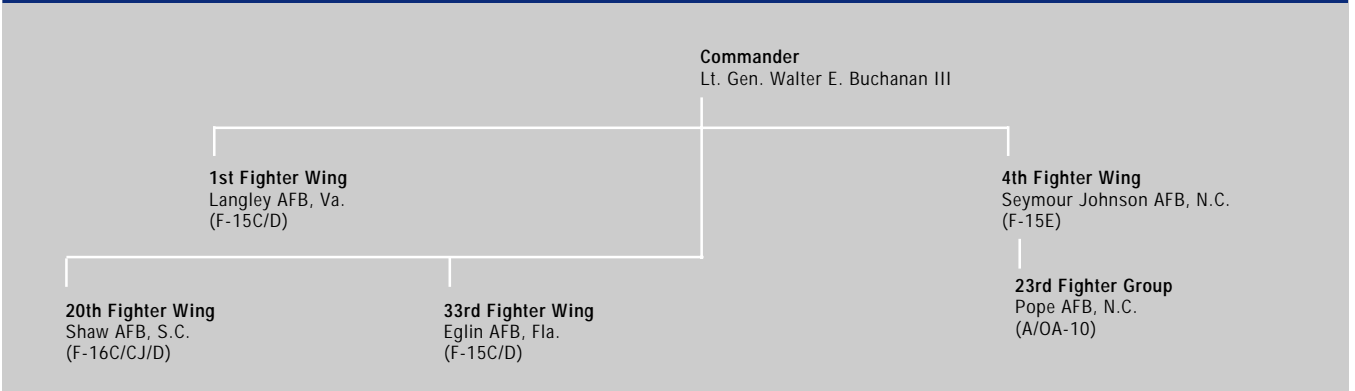 Commander
Lt. Gen. Walter E. Buchanan III
1st Fighter Wing
Langley AFB, Va.
(F-15C/D)
4th Fighter Wing
Seymour Johnson AFB, N.C.
(F-15E)
23rd Fighter Group
Pope AFB, N.C.
(A/OA-10)
20th Fighter Wing
Shaw AFB, S.C.
(F-16C/CJ/D)
33rd Fighter Wing
Eglin AFB, Fla.
(F-15C/D)